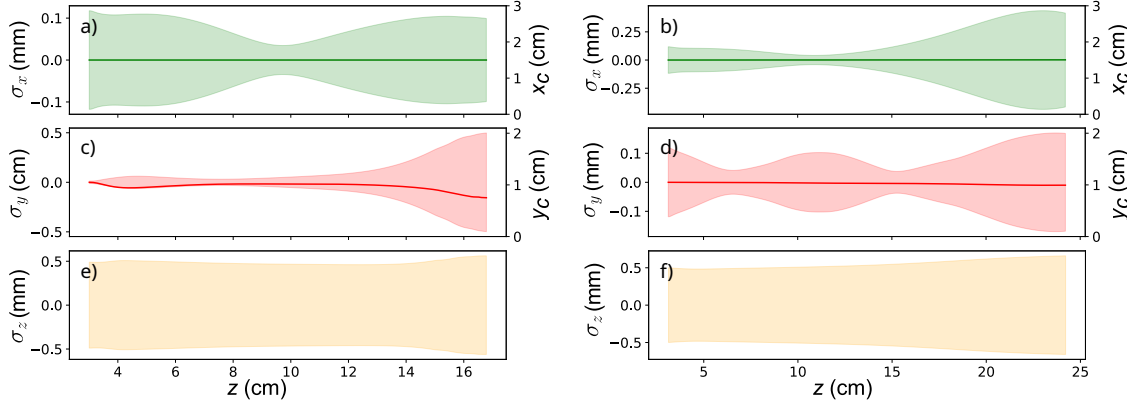 a)
0.1
0.0
−0.1
σx (mm)
3
2
1
0
xC (cm)
b)
0.25
0.00
−0.25
σx (mm)
3
2
1
0
xC (cm)
c)
0.5
0.0
−0.5
σy (cm)
2
1
0
yC (cm)
d)
0.1
0.0
−0.1
σy (mm)
2
1
0
yC (cm)
e)
0.5
0.0
−0.5
σz (mm)
4 6 8 10 12 14 16
z (cm)
f)
0.5
0.0
−0.5
σz (mm)
5 10 15 20 25
z (cm)